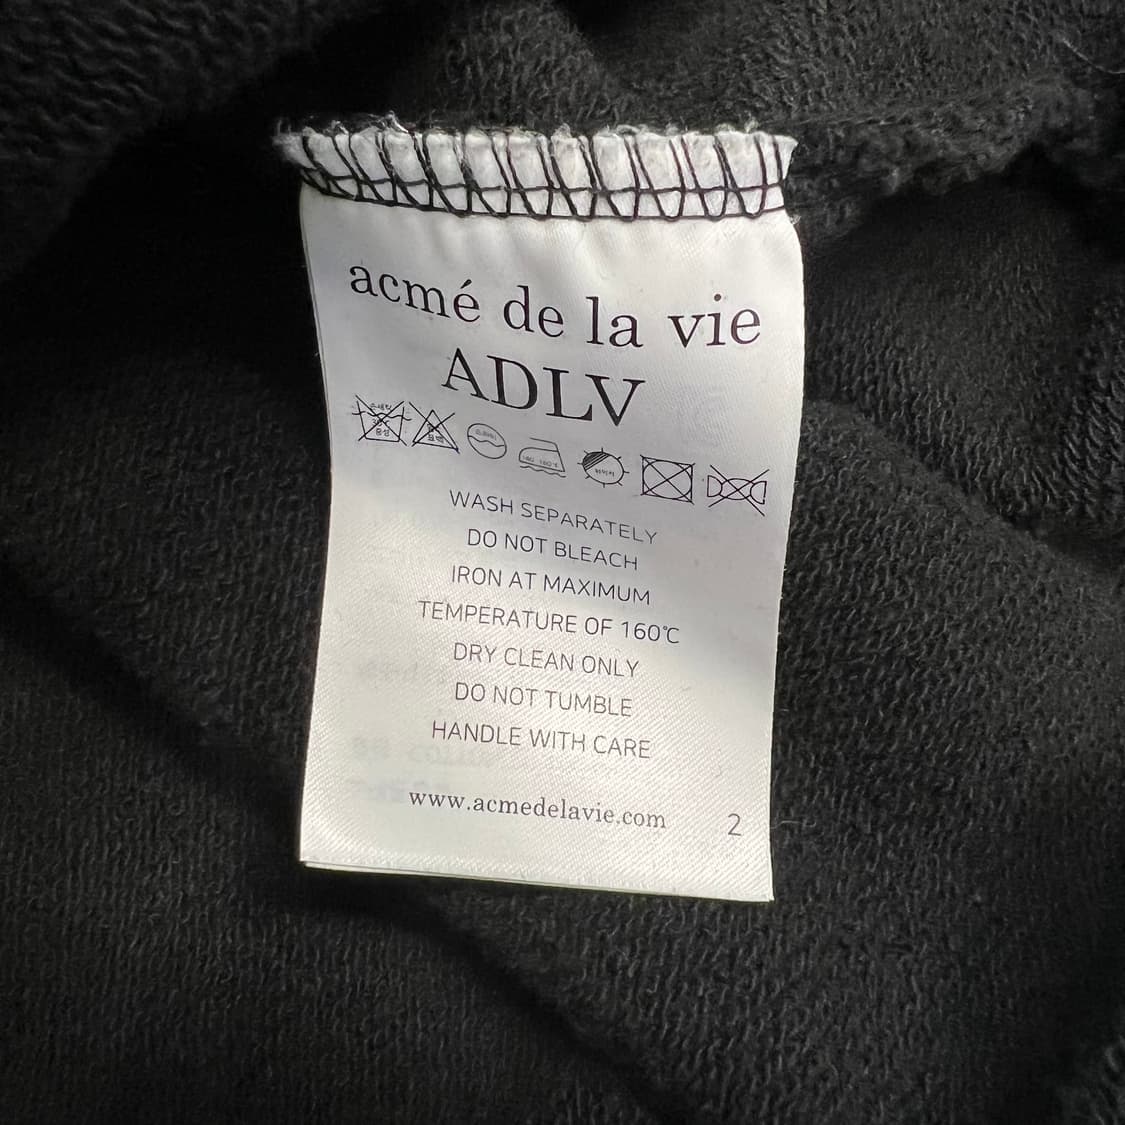 acmé de la vie
ADLV
WASH SEPARATELY
DO NOT BLEACH
IRON AT MAXIMUM
TEMPERATURE OF 160℃
DRY CLEAN ONLY
DO NOT TUMBLE
HANDLE WITH CARE
www.acmedelavie.com
2